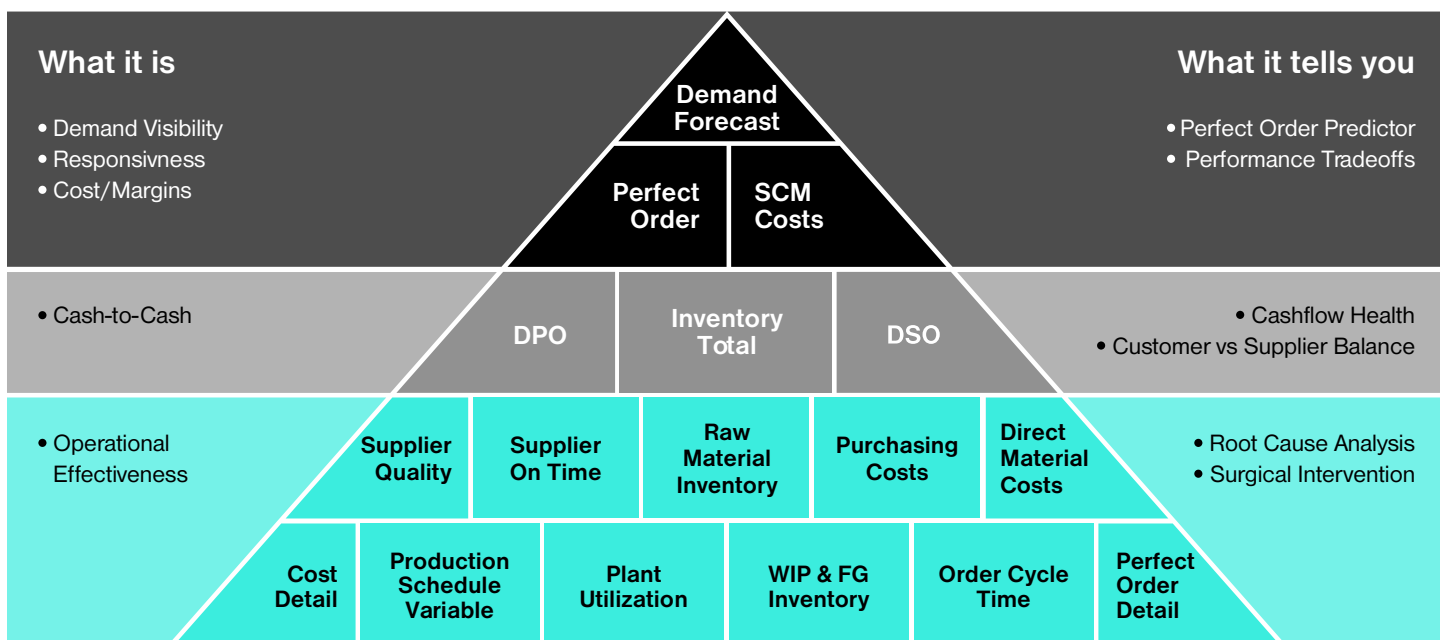 What it is
• Demand Visibility
• Responsivness
• Cost/Margins
What it tells you
• Perfect Order Predictor
• Performance Tradeoffs
Demand
Forecast
Perfect
Order
SCM
Costs
• Cash-to-Cash
DPO
Inventory
Total
DSO
• Cashflow Health
• Customer vs Supplier Balance
• Operational
Effectiveness
Supplier
Quality
Supplier
On Time
Raw
Material
Inventory
Purchasing
Costs
Direct
Material
Costs
• Root Cause Analysis
• Surgical Intervention
Cost
Detail
Production
Schedule
Variable
Plant
Utilization
WIP & FG
Inventory
Order Cycle
Time
Perfect
Order
Detail